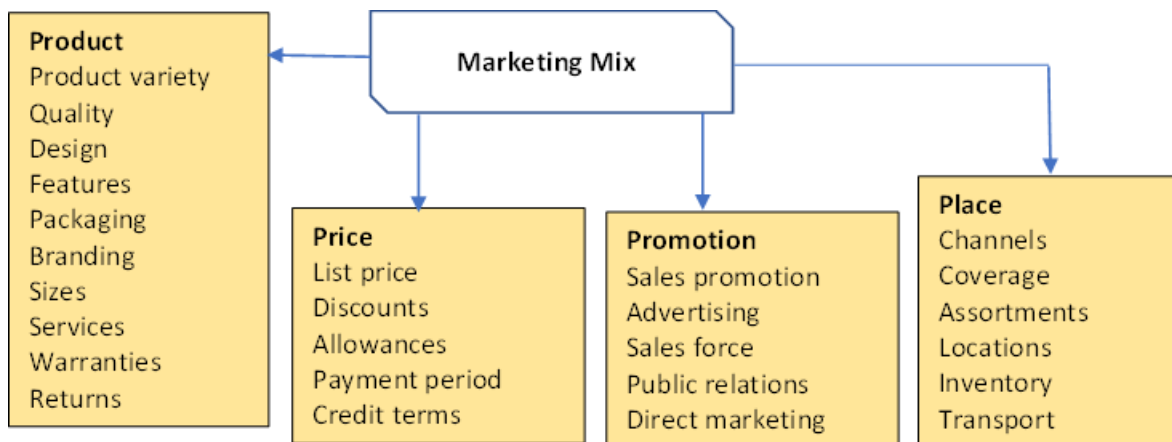 Marketing Mix
Product
Product variety
Quality
Design
Features
Packaging
Branding
Sizes
Services
Warranties
Returns
Price
List price
Discounts
Allowances
Payment period
Credit terms
Promotion
Sales promotion
Advertising
Sales force
Public relations
Direct marketing
Place
Channels
Coverage
Assortments
Locations
Inventory
Transport